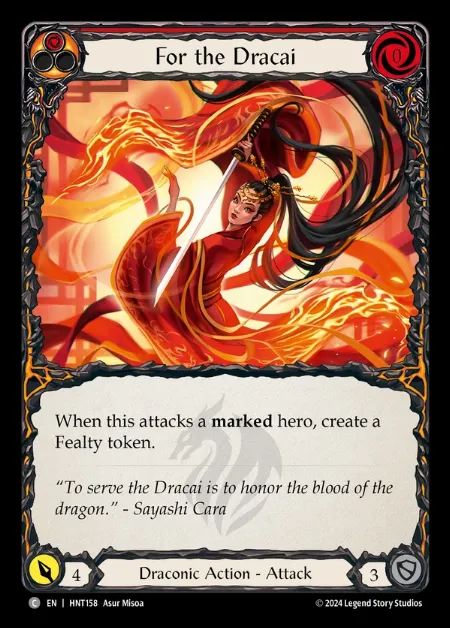 For the Dracai
0
When this attacks a marked hero, create a
Fealty token.
“To serve the Dracai is to honor the blood of the
dragon.” - Sayashi Cara
4
Draconic Action - Attack
3
C EN | HNT158 Asur Misoa
© 2024 Legend Story Studios